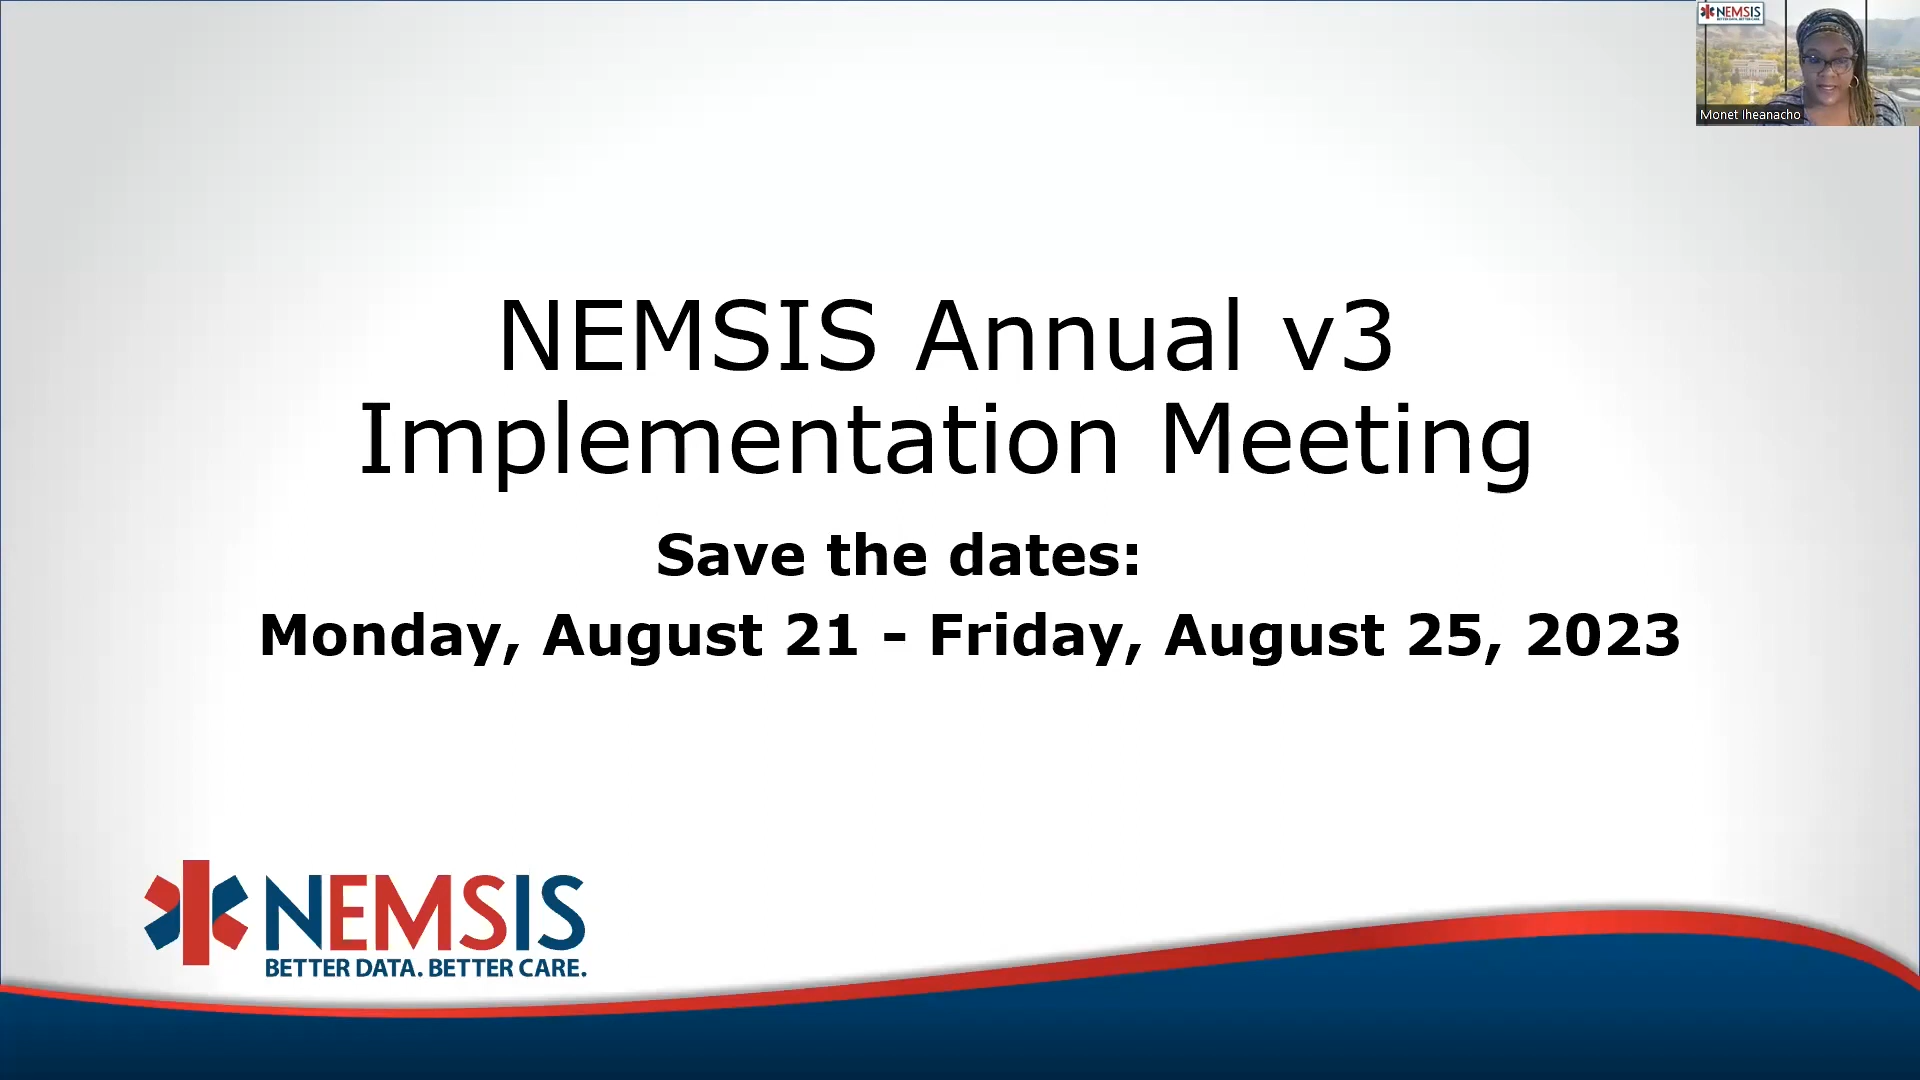 NEMSIS
Monet Iheanacho
NEMSIS Annual v3
Implementation Meeting
Save the dates:
Monday, August 21 - Friday, August 25, 2023
NEMSIS
BETTER DATA. BETTER CARE.